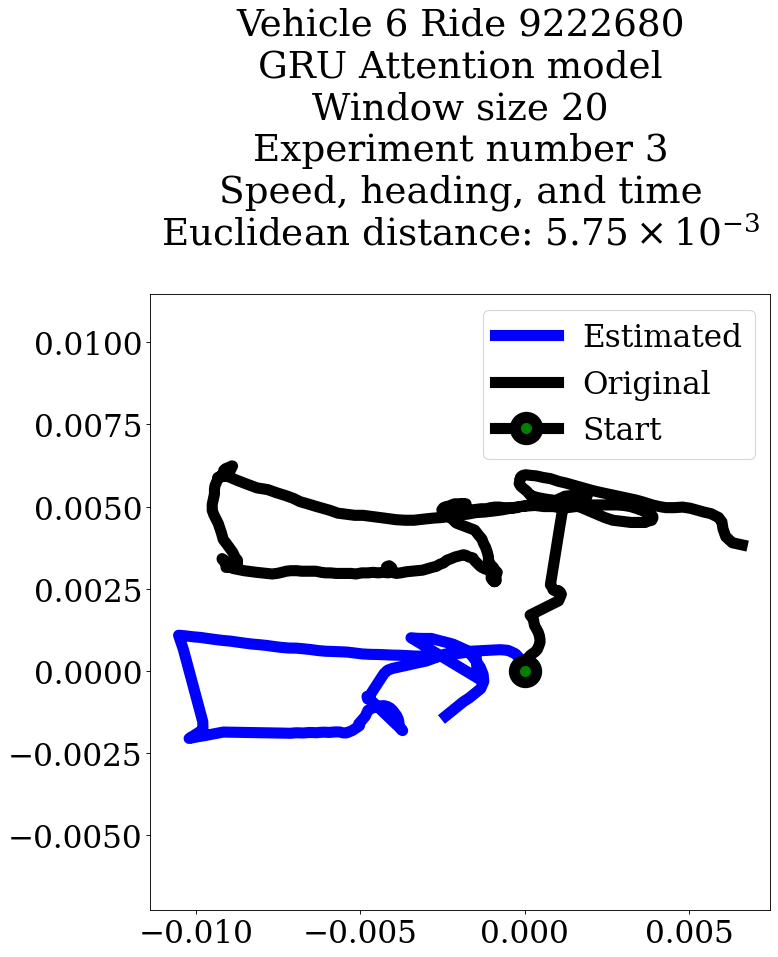 Vehicle 6 Ride 9222680
GRU Attention model
Window size 20
Experiment number 3
Speed, heading, and time
Euclidean distance: 5.75 × 10⁻³
Estimated
Original
Start
0.0100
0.0075
0.0050
0.0025
0.0000
−0.0025
−0.0050
−0.010 −0.005 0.000 0.005